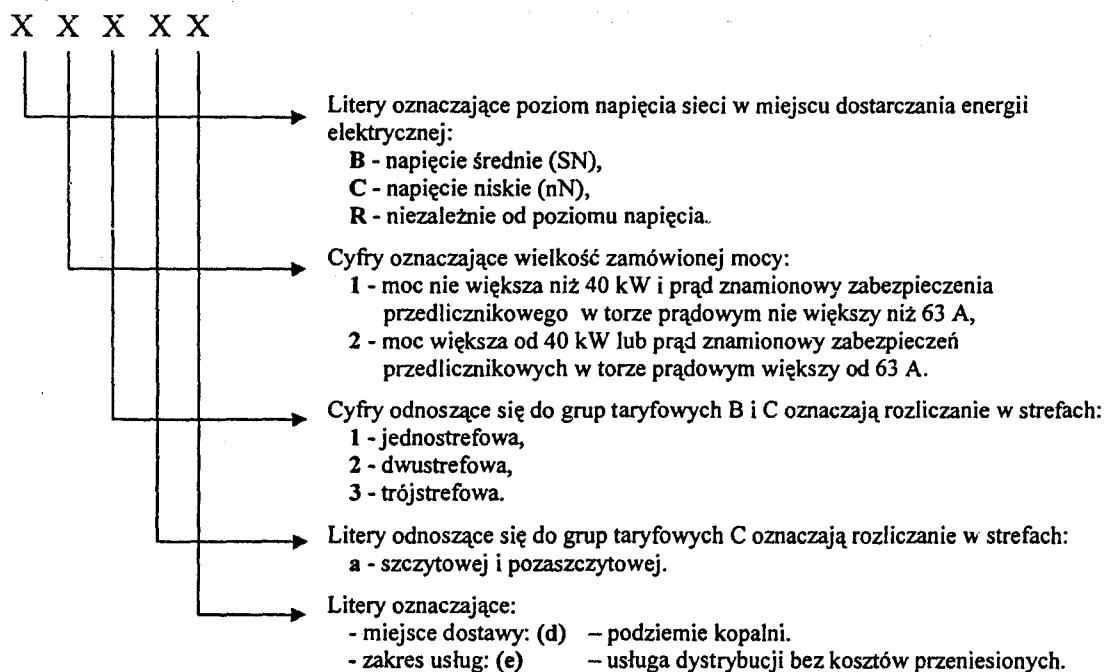 X X X X X
Litery oznaczające poziom napięcia sieci w miejscu dostarczania energii
elektrycznej:
B - napięcie średnie (SN),
C - napięcie niskie (nN),
R - niezależnie od poziomu napięcia.
Cyfry oznaczające wielkość zamówionej mocy:
1 - moc nie większa niż 40 kW i prąd znamionowy zabezpieczenia
przedlicznikowego w torze prądowym nie większy niż 63 A,
2 - moc większa od 40 kW lub prąd znamionowy zabezpieczeń
przedlicznikowych w torze prądowym większy od 63 A.
Cyfry odnoszące się do grup taryfowych B i C oznaczają rozliczanie w strefach:
1 - jednostrefowa,
2 - dwustrefowa,
3 - trójstrefowa.
Litery odnoszące się do grup taryfowych C oznaczają rozliczanie w strefach:
a - szczytowej i pozaszczytowej.
Litery oznaczające:
- miejsce dostawy: (d) – podziemie kopalni.
- zakres usług: (e) – usługa dystrybucji bez kosztów przeniesionych.